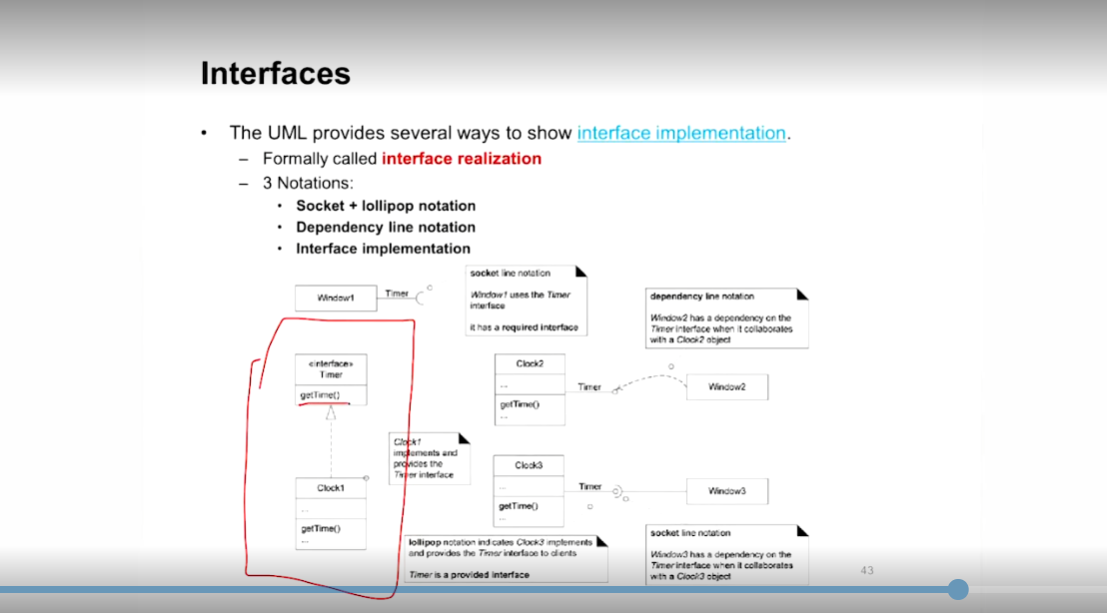 Interfaces
• The UML provides several ways to show interface implementation.
– Formally called interface realization
– 3 Notations:
• Socket + lollipop notation
• Dependency line notation
• Interface implementation
Window1
Timer
socket line notation
Window1 uses the Timer
interface
it has a required interface
dependency line notation
Window2 has a dependency on the
Timer interface when it collaborates
with a Clock2 object
«interface»
Timer
getTime()
Clock1
implements and
provides the
Timer interface
Clock1
...
getTime()
...
Clock2
...
getTime()
...
Timer
Window2
Clock3
...
getTime()
...
Timer
Window3
lollipop notation indicates Clock3 implements
and provides the Timer interface to clients
Timer is a provided interface
socket line notation
Window3 has a dependency on the
Timer interface when it collaborates
with a Clock3 object
43